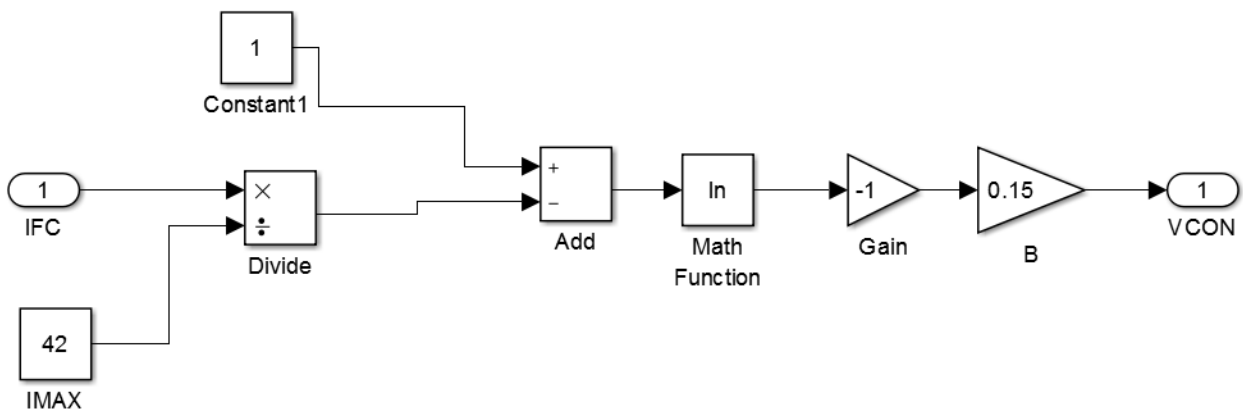 1
Constant1
1
IFC
×
÷
Divide
42
IMAX
+
−
Add
ln
Math
Function
-1
Gain
0.15
B
1
VCON